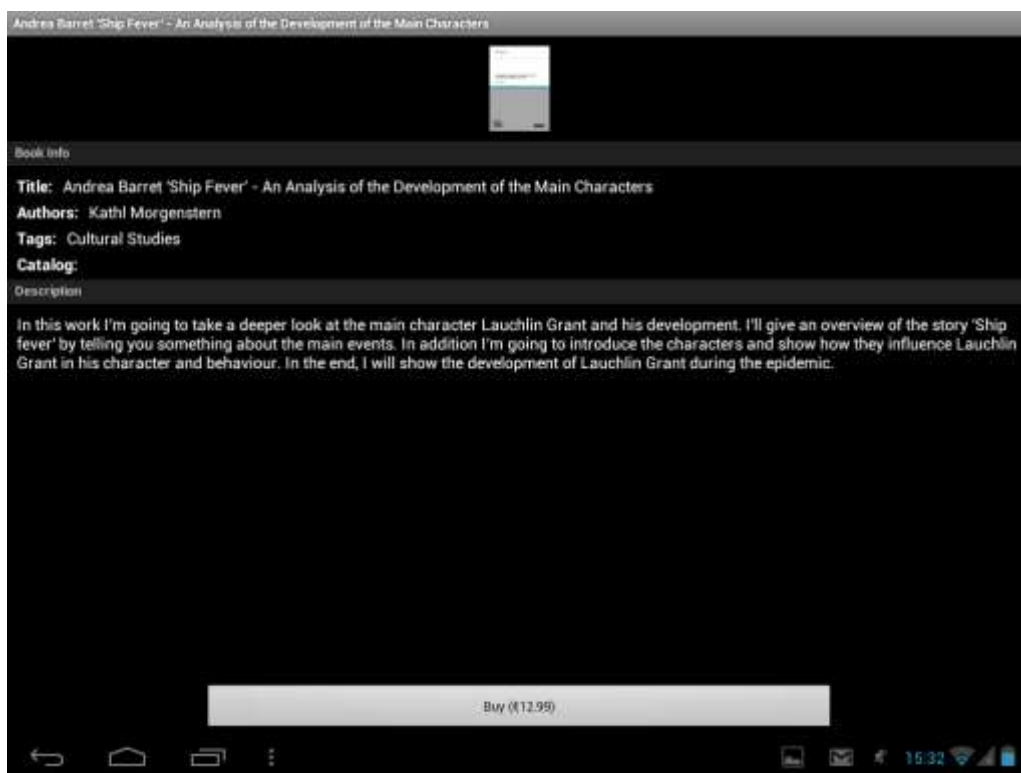 Andrea Barret 'Ship Fever' - An Analysis of the Development of the Main Characters
Book Info
Title: Andrea Barret 'Ship Fever' - An Analysis of the Development of the Main Characters
Authors: Kathl Morgenstern
Tags: Cultural Studies
Catalog:
Description
In this work I'm going to take a deeper look at the main character Lauchlin Grant and his development. I'll give an overview of the story 'Ship
fever' by telling you something about the main events. In addition I'm going to introduce the characters and show how they influence Lauchlin
Grant in his character and behaviour. In the end, I will show the development of Lauchlin Grant during the epidemic.
Buy (€12.99)
15:32